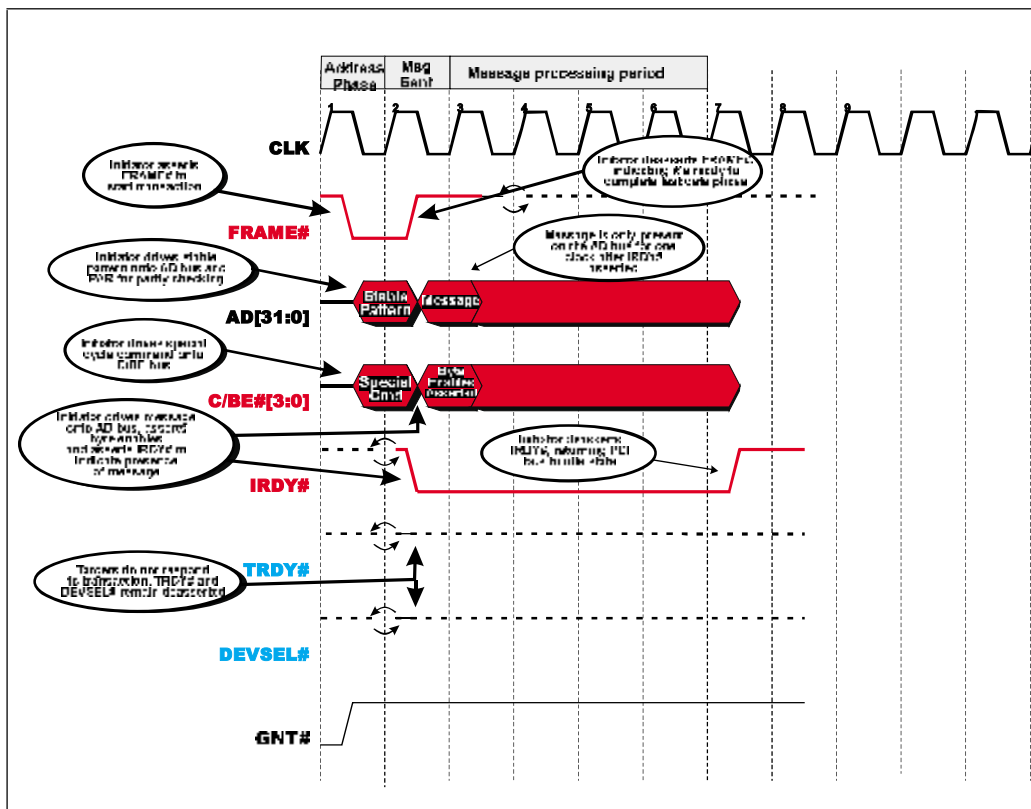 Address
Phase
Msg
Sent
Message processing period
1 2 3 4 5 6 7 8 9
CLK
Initiator asserts
FRAME# to
start transaction
Initiator deasserts FRAME#,
indicating it's ready to
complete last data phase
FRAME#
Message is only present
on the AD bus for one
clock after IRDY#
asserted
Initiator drives stable
pattern onto AD bus and
PAR for parity checking
Stable
Pattern
Message
AD[31:0]
Initiator drives special
cycle command onto
C/BE bus
Special
Cmd
Byte
Enables
Asserted
C/BE#[3:0]
Initiator drives message
onto AD bus, asserts
byte enables
and asserts IRDY# to
indicate presence
of message
Initiator deasserts
IRDY#, returning PCI
bus to idle state
IRDY#
Targets do not respond
to transaction. TRDY# and
DEVSEL# remain deasserted
TRDY#
DEVSEL#
GNT#